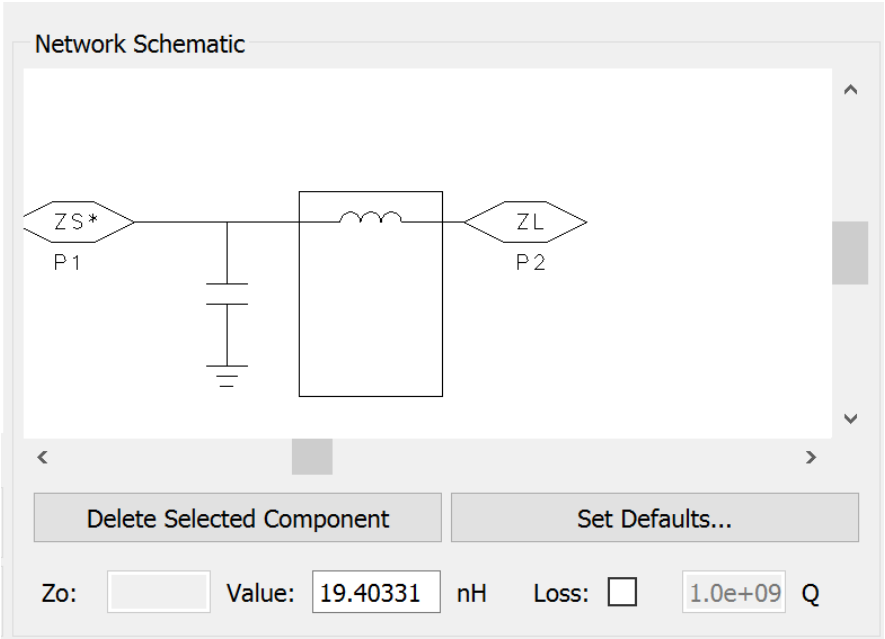 Network Schematic
ZS* ZL
P1 P2
Delete Selected Component Set Defaults...
Zo: Value: 19.40331 nH Loss: 1.0e+09 Q